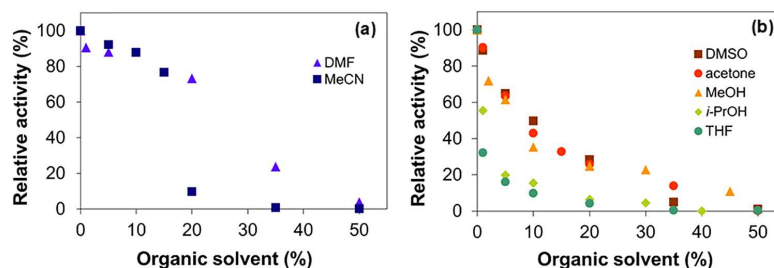 (a)
Relative activity (%)
100
80
60
40
20
0
DMF
MeCN
0 10 20 30 40 50
Organic solvent (%)
(b)
Relative activity (%)
100
80
60
40
20
0
DMSO
acetone
MeOH
i-PrOH
THF
0 10 20 30 40 50
Organic solvent (%)